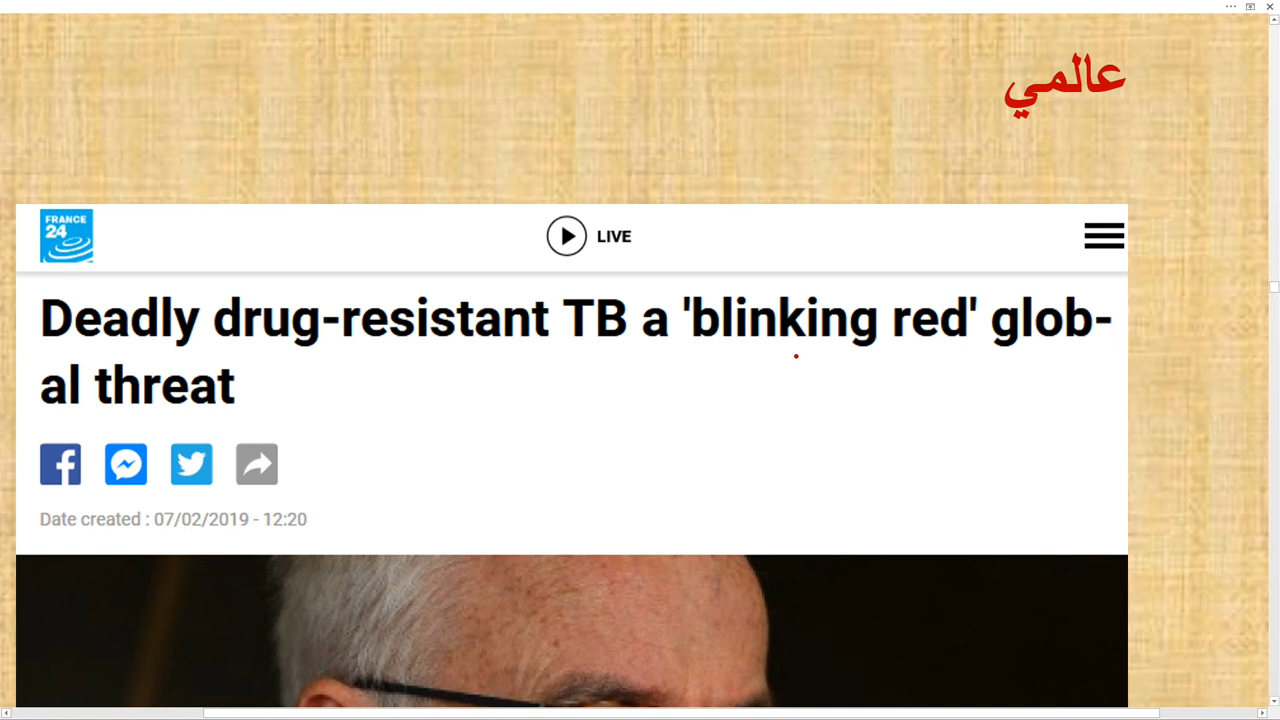 عالمي
FRANCE
24
LIVE
Deadly drug-resistant TB a 'blinking red' glob-
al threat
Date created : 07/02/2019 - 12:20